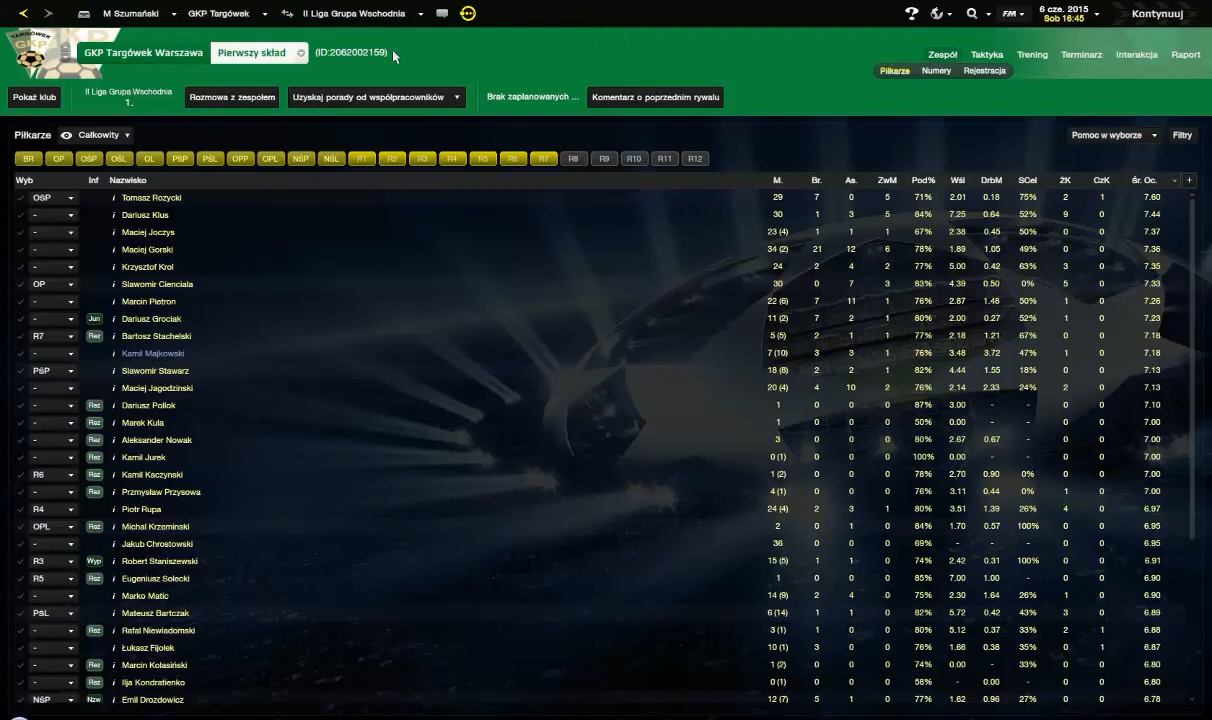 M Szumański GKP Targówek II Liga Grupa Wschodnia FM 6 cze. 2015 Sob 16:45 Kontynuuj
TARGÓWEK GKP GKP Targówek Warszawa Pierwszy skład (ID:2062002159) Zespół Taktyka Trening Terminarz Interakcja Raport
Piłkarze Numery Rejestracja
Pokaż klub II Liga Grupa Wschodnia 1. Rozmowa z zespołem Uzyskaj porady od współpracowników Brak zaplanowanych ... Komentarz o poprzednim rywalu
Piłkarze Całkowity Pomoc w wyborze Filtry
BR OP OŚP OŚL OL PŚP PŚL OPP OPL NŚP NŚL R1 R2 R3 R4 R5 R6 R7 R8 R9 R10 R11 R12
Wyb Inf Nazwisko M. Br. As. ZwM Pod% Wśl DrbM SCel ŻK CzK Śr. Oc. +
OŚP i Tomasz Rozycki 29 7 0 5 71% 2.01 0.18 75% 2 1 7.60
- i Dariusz Klus 30 1 3 5 84% 7.25 0.64 52% 9 0 7.44
- i Maciej Joczys 23 (4) 1 1 1 67% 2.38 0.45 50% 1 0 7.37
- i Maciej Gorski 34 (2) 21 12 6 78% 1.89 1.05 49% 1 0 7.36
- i Krzysztof Krol 24 2 4 2 77% 5.00 0.42 63% 3 0 7.35
OP i Slawomir Cienciala 30 0 7 3 83% 4.39 0.50 0% 5 0 7.33
- i Marcin Pietron 22 (6) 7 11 1 76% 2.87 1.48 50% 1 0 7.26
- Jun i Dariusz Grociak 11 (2) 7 2 1 80% 2.00 0.27 52% 1 0 7.23
R7 Rez i Bartosz Stachelski 5 (5) 2 1 1 77% 2.18 1.21 67% 0 0 7.18
- i Kamil Majkowski 7 (10) 3 3 1 76% 3.48 3.72 47% 1 0 7.18
PŚP i Slawomir Stawarz 18 (8) 2 2 1 82% 4.44 1.55 18% 0 0 7.13
- i Maciej Jagodzinski 20 (4) 4 10 2 76% 2.14 2.33 24% 2 0 7.13
- Rez i Dariusz Pollok 1 0 0 0 87% 3.00 - - 0 0 7.10
- i Marek Kula 1 0 0 0 50% 0.00 - - 0 0 7.00
- Rez i Aleksander Nowak 3 0 0 0 80% 2.67 0.67 - 0 0 7.00
- Rez i Kamil Jurek 0 (1) 0 0 0 100% 0.00 - - 0 0 7.00
R6 Rez i Kamil Kaczynski 1 (2) 0 0 0 78% 2.70 0.90 0% 0 0 7.00
- Rez i Przmysław Przysowa 4 (1) 0 0 0 76% 3.11 0.44 0% 1 0 7.00
R4 i Piotr Rupa 24 (4) 2 3 1 80% 3.51 1.39 26% 4 0 6.97
OPL Rez i Michal Krzeminski 2 0 1 0 84% 1.70 0.57 100% 0 0 6.95
- i Jakub Chrostowski 36 0 0 0 69% - - - 0 0 6.95
R3 Wyp i Robert Staniszewski 15 (5) 1 1 0 74% 2.42 0.31 100% 0 0 6.91
R5 Rez i Eugeniusz Solecki 1 0 0 0 85% 7.00 1.00 - 0 0 6.90
- i Marko Matic 14 (9) 2 4 0 75% 2.30 1.64 26% 1 0 6.90
PŚL i Mateusz Bartczak 6 (14) 1 1 0 82% 5.72 0.42 43% 3 0 6.89
- Rez i Rafal Niewiadomski 3 (1) 1 0 0 80% 5.12 0.37 33% 2 1 6.88
- i Łukasz Fijołek 10 (1) 3 0 0 76% 1.66 0.38 35% 0 1 6.87
- Rez i Marcin Kolasiński 1 (2) 0 0 0 74% 0.00 - 33% 0 0 6.80
- Rez i Ilja Kondratienko 0 (1) 0 0 0 58% 0.00 - - 0 0 6.80
NŚP Nzw i Emil Drozdowicz 12 (7) 5 1 0 77% 1.62 0.96 27% 0 0 6.78